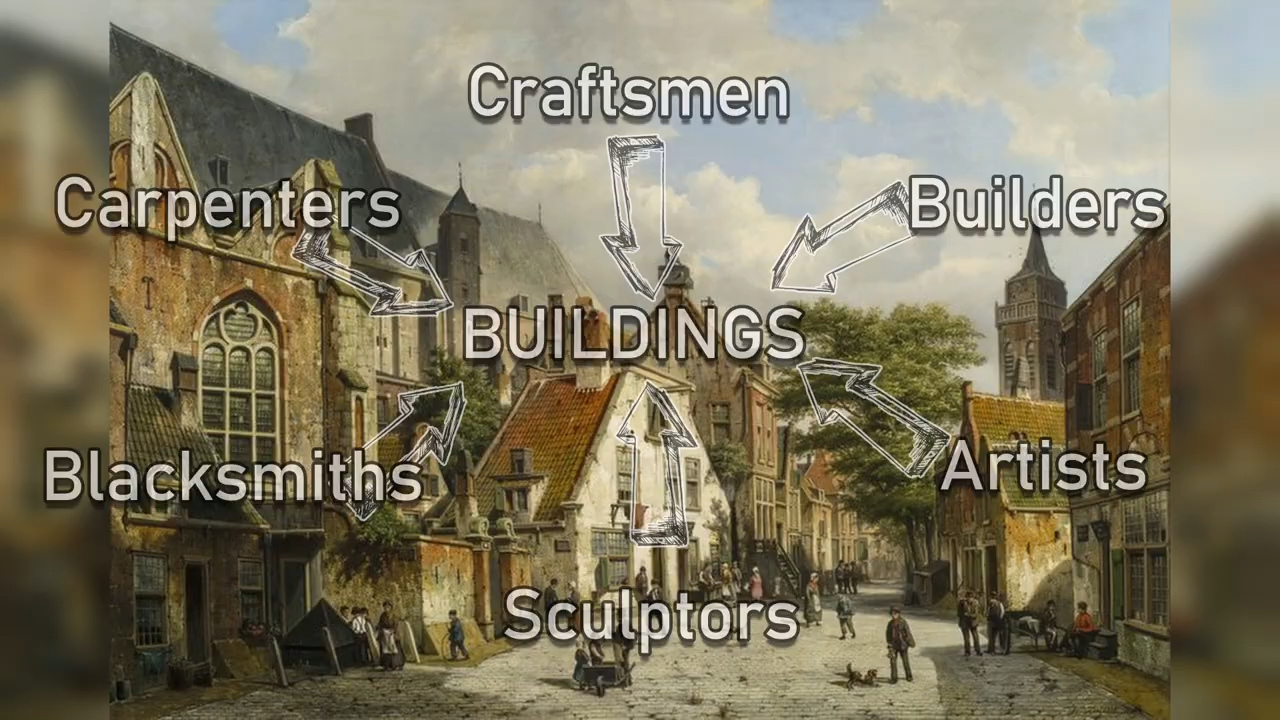 Craftsmen
Carpenters
Builders
BUILDINGS
Blacksmiths
Artists
Sculptors